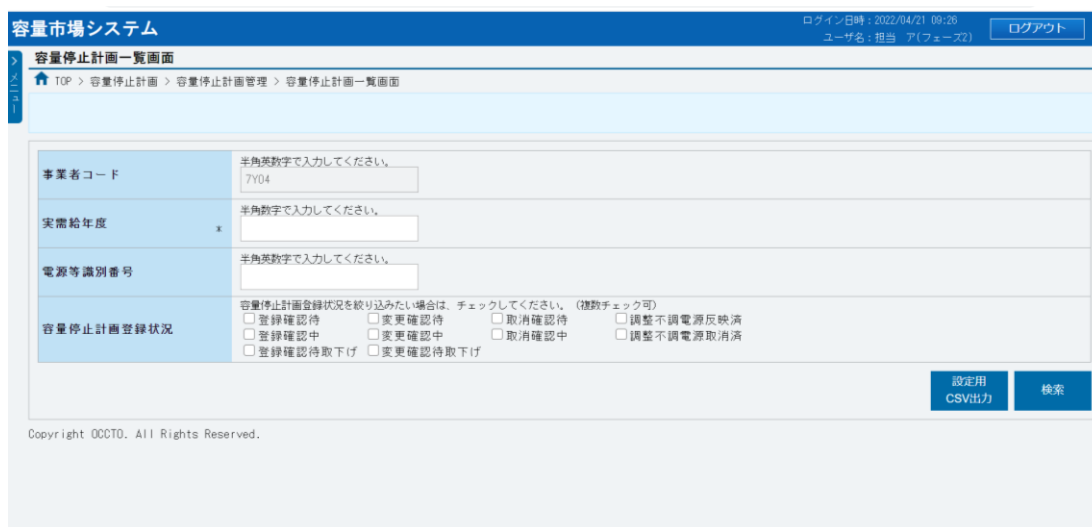 容量市場システム
ログイン日時：2022/04/21 09:26
ユーザ名：担当 ア(フェーズ2)
ログアウト
> メニュー
容量停止計画一覧画面
TOP > 容量停止計画 > 容量停止計画管理 > 容量停止計画一覧画面
事業者コード
半角英数字で入力してください。
7Y04
実需給年度 *
半角数字で入力してください。
電源等識別番号
半角英数字で入力してください。
容量停止計画登録状況
容量停止計画登録状況を絞り込みたい場合は、チェックしてください。（複数チェック可）
登録確認待 変更確認待 取消確認待 調整不調電源反映済
登録確認中 変更確認中 取消確認中 調整不調電源取消済
登録確認待取下げ 変更確認待取下げ
設定用
CSV出力
検索
Copyright OCCTO. All Rights Reserved.